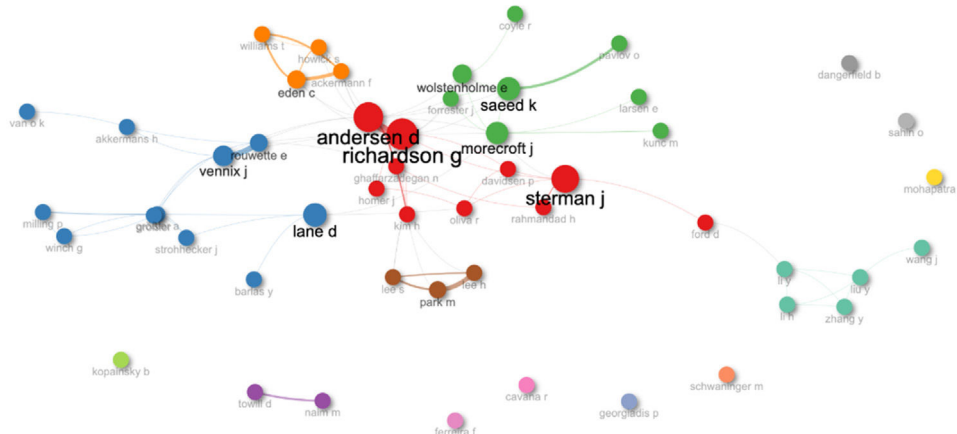 coyle r
williams t
howick s
pavlov o
ackermann f
eden c
dangerfield b
wolstenholme e
saeed k
forrester j
larsen e
sahin o
van o k
akkermans h
andersen d
richardson g
morecroft j
kunc m
rouwette e
vennix j
ghaffarzadegan n
davidsen p
mohapatra
homer j
sterman j
milling p
kim h
oliva r
rahmandad h
lane d
ford d
winch g
strohhecker j
wang j
lee s
lee h
park m
barlas y
li y
liu y
li h
zhang y
kopainsky b
schwaninger m
towill d
naim m
cavana r
georgiadis p
ferreira f